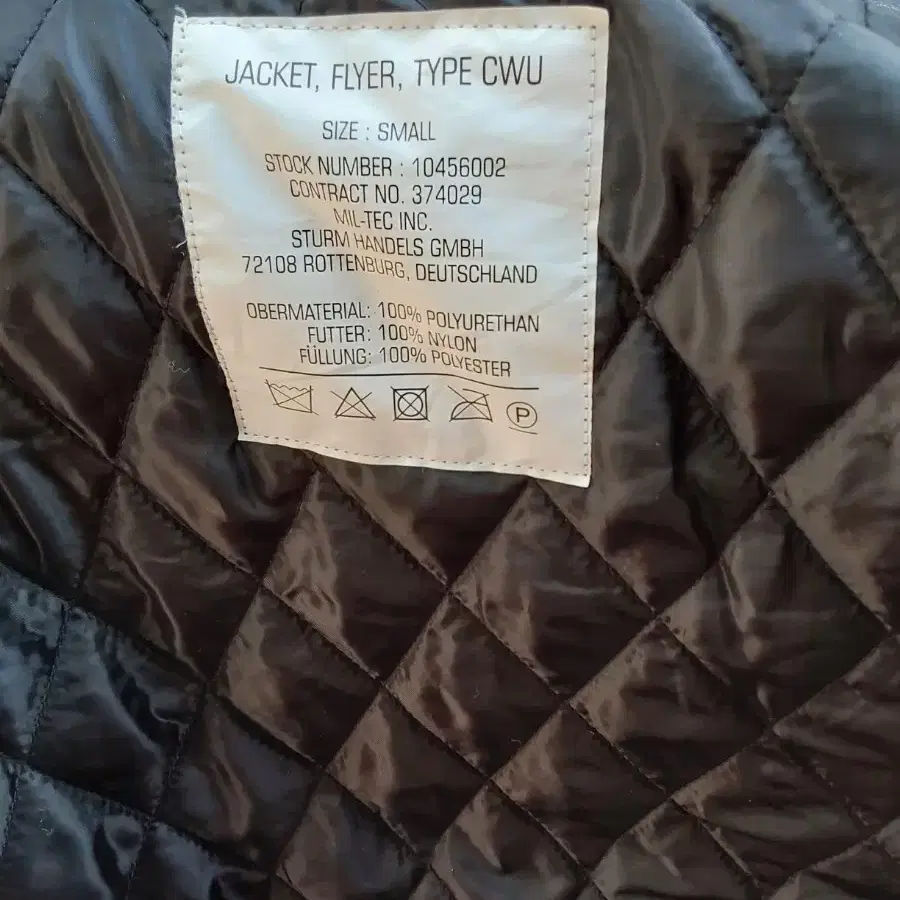 JACKET, FLYER, TYPE CWU
SIZE : SMALL
STOCK NUMBER : 10456002
CONTRACT NO. 374029
MIL-TEC INC.
STURM HANDELS GMBH
72108 ROTTENBURG, DEUTSCHLAND
OBERMATERIAL: 100% POLYURETHAN
FUTTER: 100% NYLON
FÜLLUNG: 100% POLYESTER
P